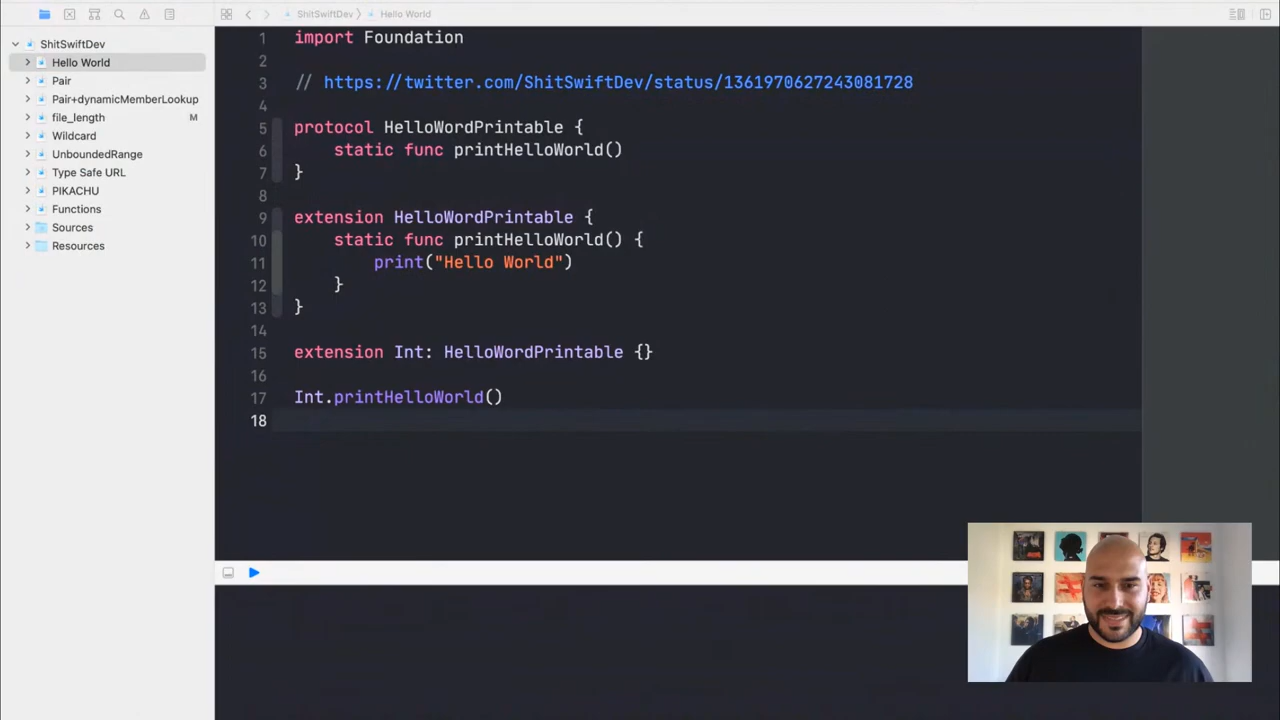 ShitSwiftDev
Hello World
ShitSwiftDev
Hello World
Pair
Pair+dynamicMemberLookup
file_length M
Wildcard
UnboundedRange
Type Safe URL
PIKACHU
Functions
Sources
Resources
1 import Foundation
2
3 // https://twitter.com/ShitSwiftDev/status/1361970627243081728
4
5 protocol HelloWordPrintable {
6 static func printHelloWorld()
7 }
8
9 extension HelloWordPrintable {
10 static func printHelloWorld() {
11 print("Hello World")
12 }
13 }
14
15 extension Int: HelloWordPrintable {}
16
17 Int.printHelloWorld()
18